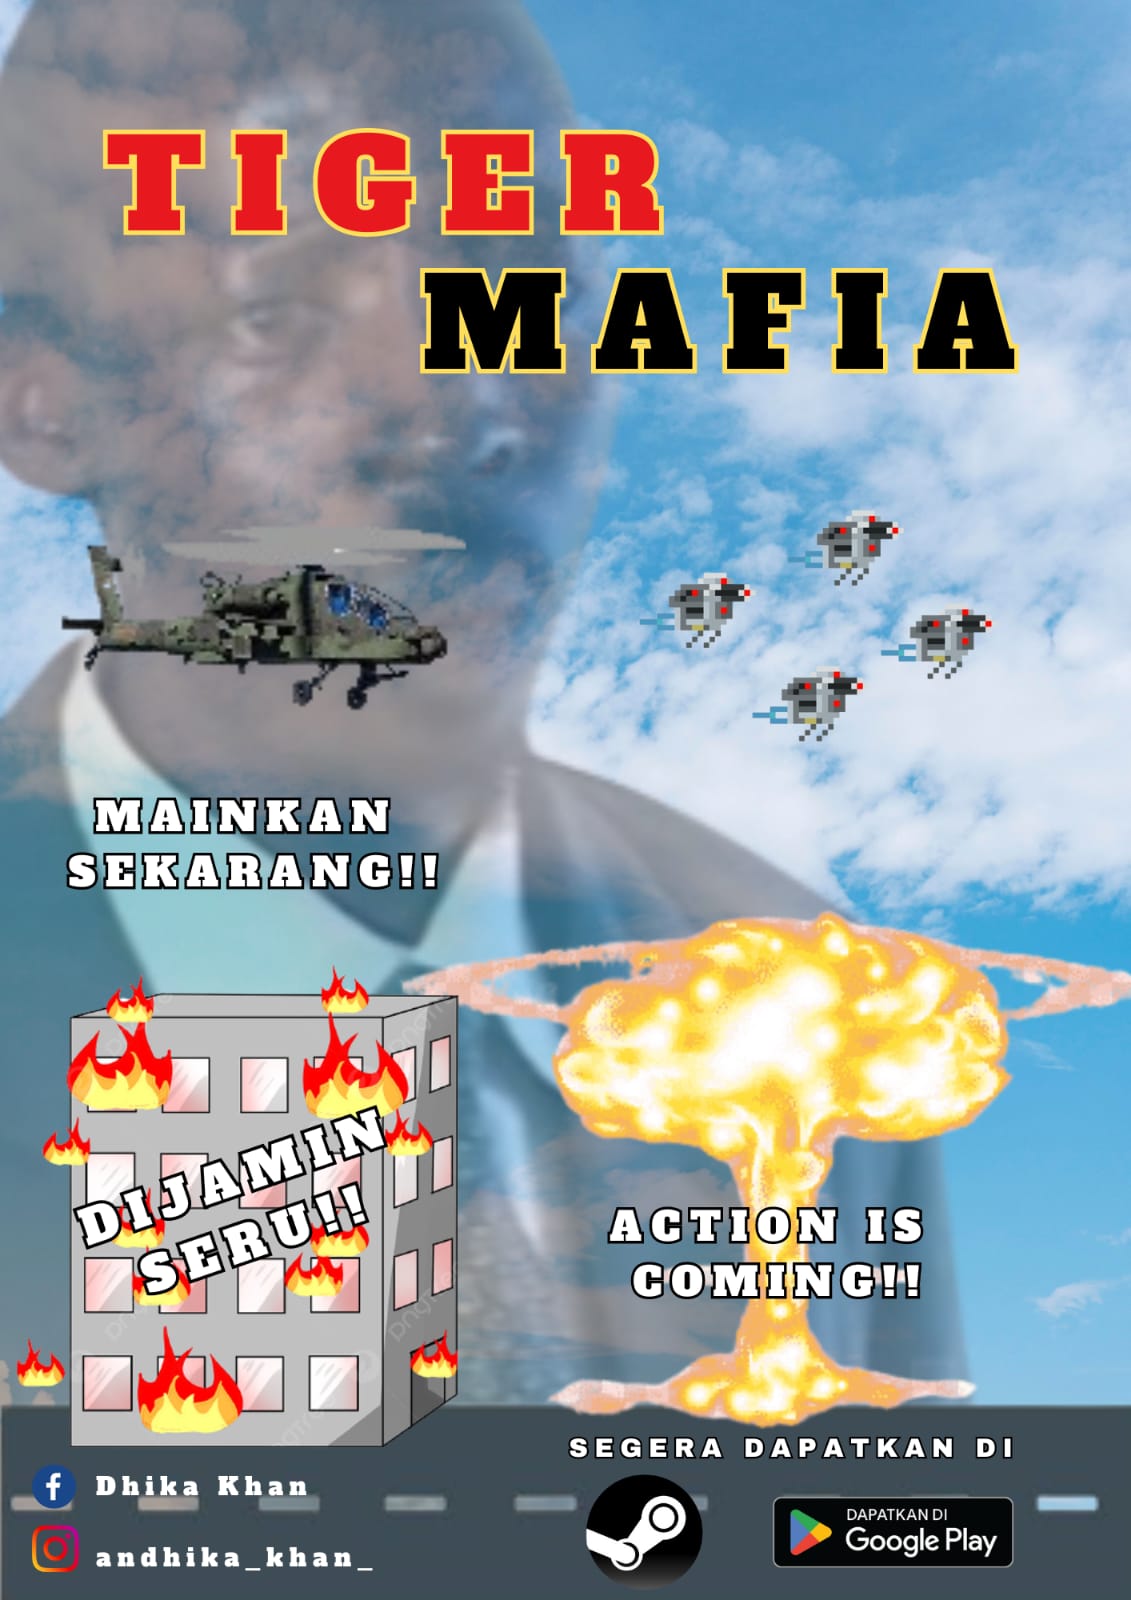 TIGER
MAFIA
MAINKAN
SEKARANG!!
DIJAMIN
SERU!!
ACTION IS
COMING!!
SEGERA DAPATKAN DI
Dhika Khan
andhika_khan_
DAPATKAN DI
Google Play